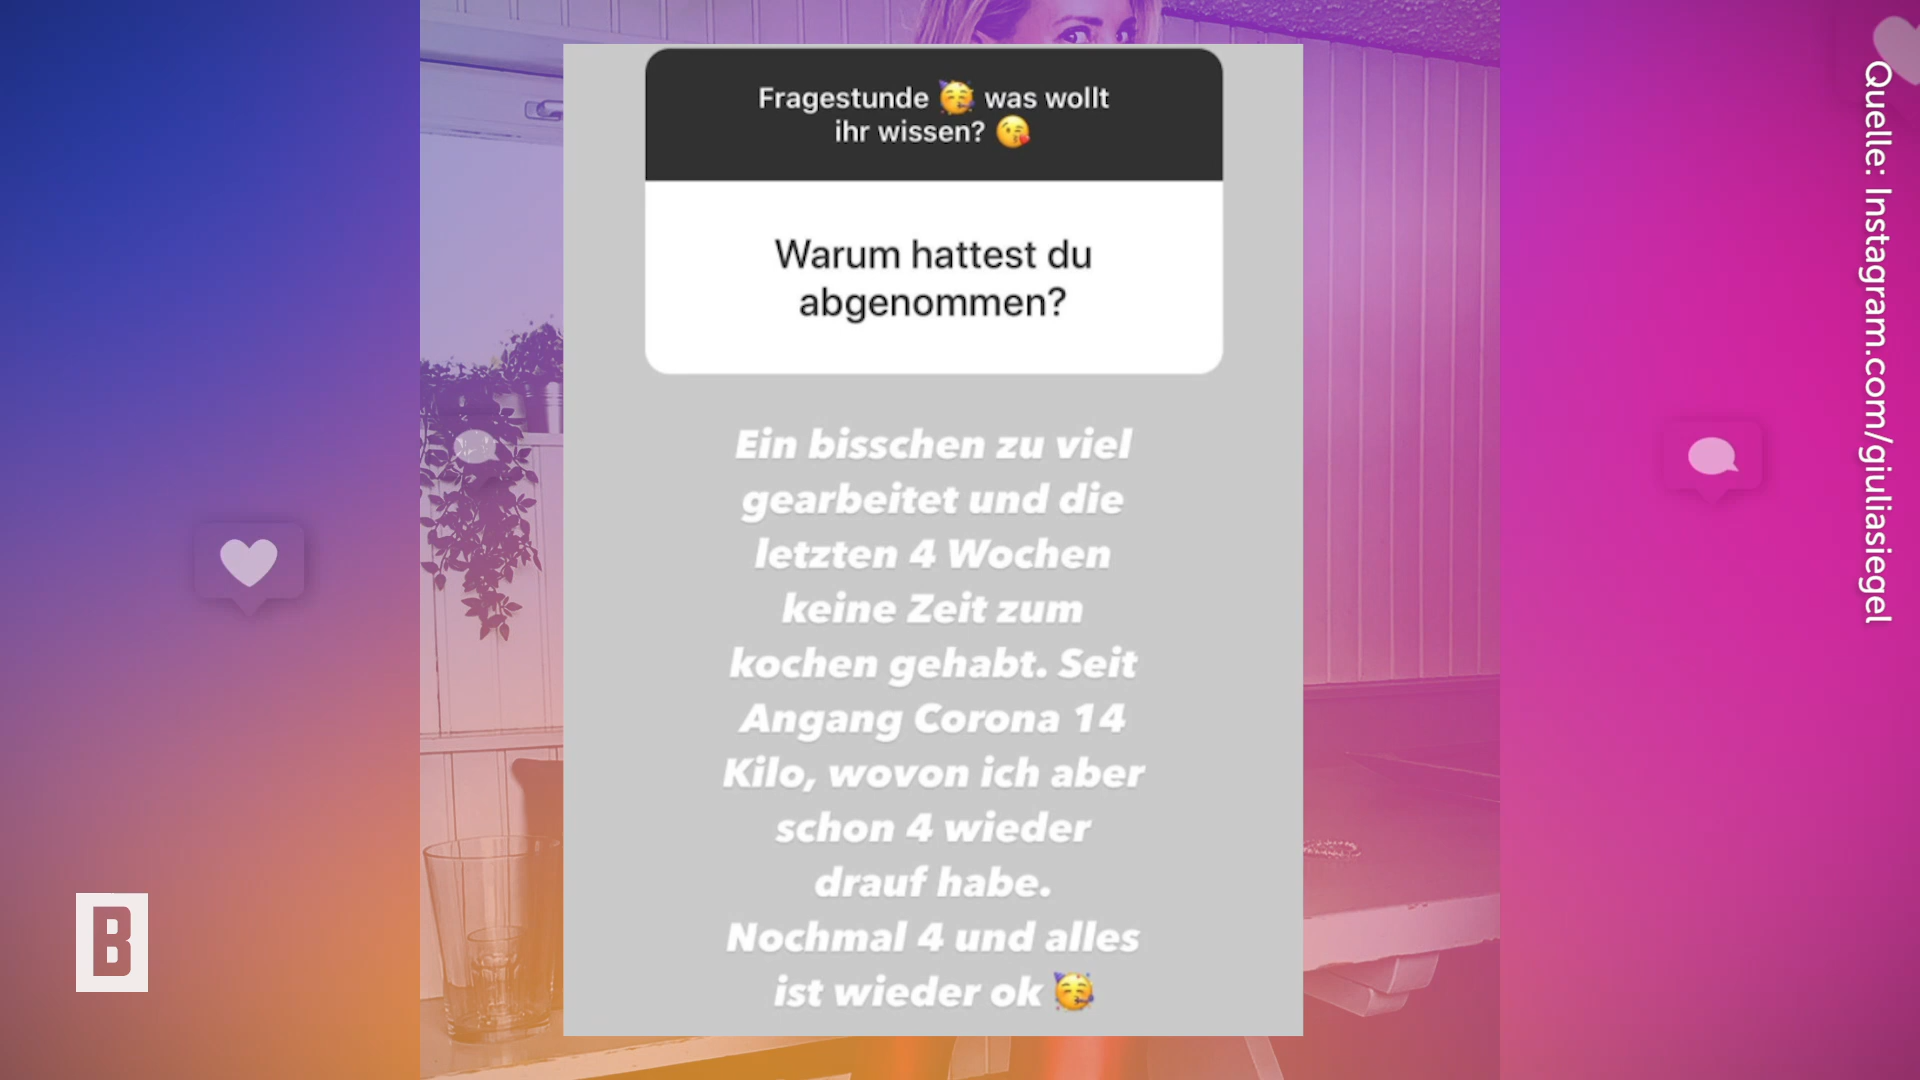 Fragestunde 🥳 was wollt
ihr wissen? 😘
Warum hattest du
abgenommen?
Ein bisschen zu viel
gearbeitet und die
letzten 4 Wochen
keine Zeit zum
kochen gehabt. Seit
Angang Corona 14
Kilo, wovon ich aber
schon 4 wieder
drauf habe.
Nochmal 4 und alles
ist wieder ok 🥳
Quelle: Instagram.com/giuliasiegel
B